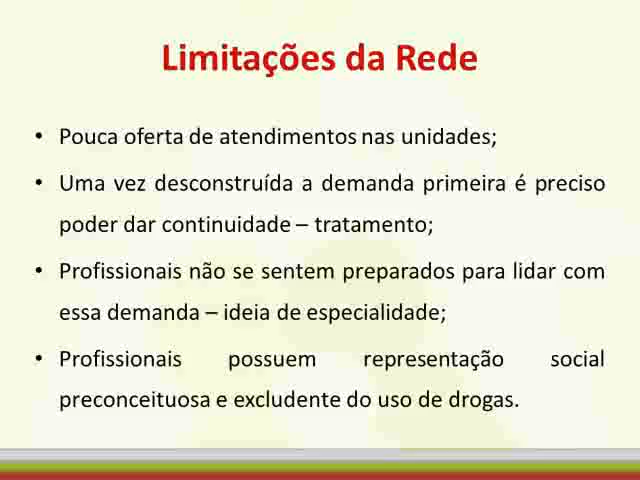 Limitações da Rede
• Pouca oferta de atendimentos nas unidades;
• Uma vez desconstruída a demanda primeira é preciso
poder dar continuidade – tratamento;
• Profissionais não se sentem preparados para lidar com
essa demanda – ideia de especialidade;
• Profissionais possuem representação social
preconceituosa e excludente do uso de drogas.